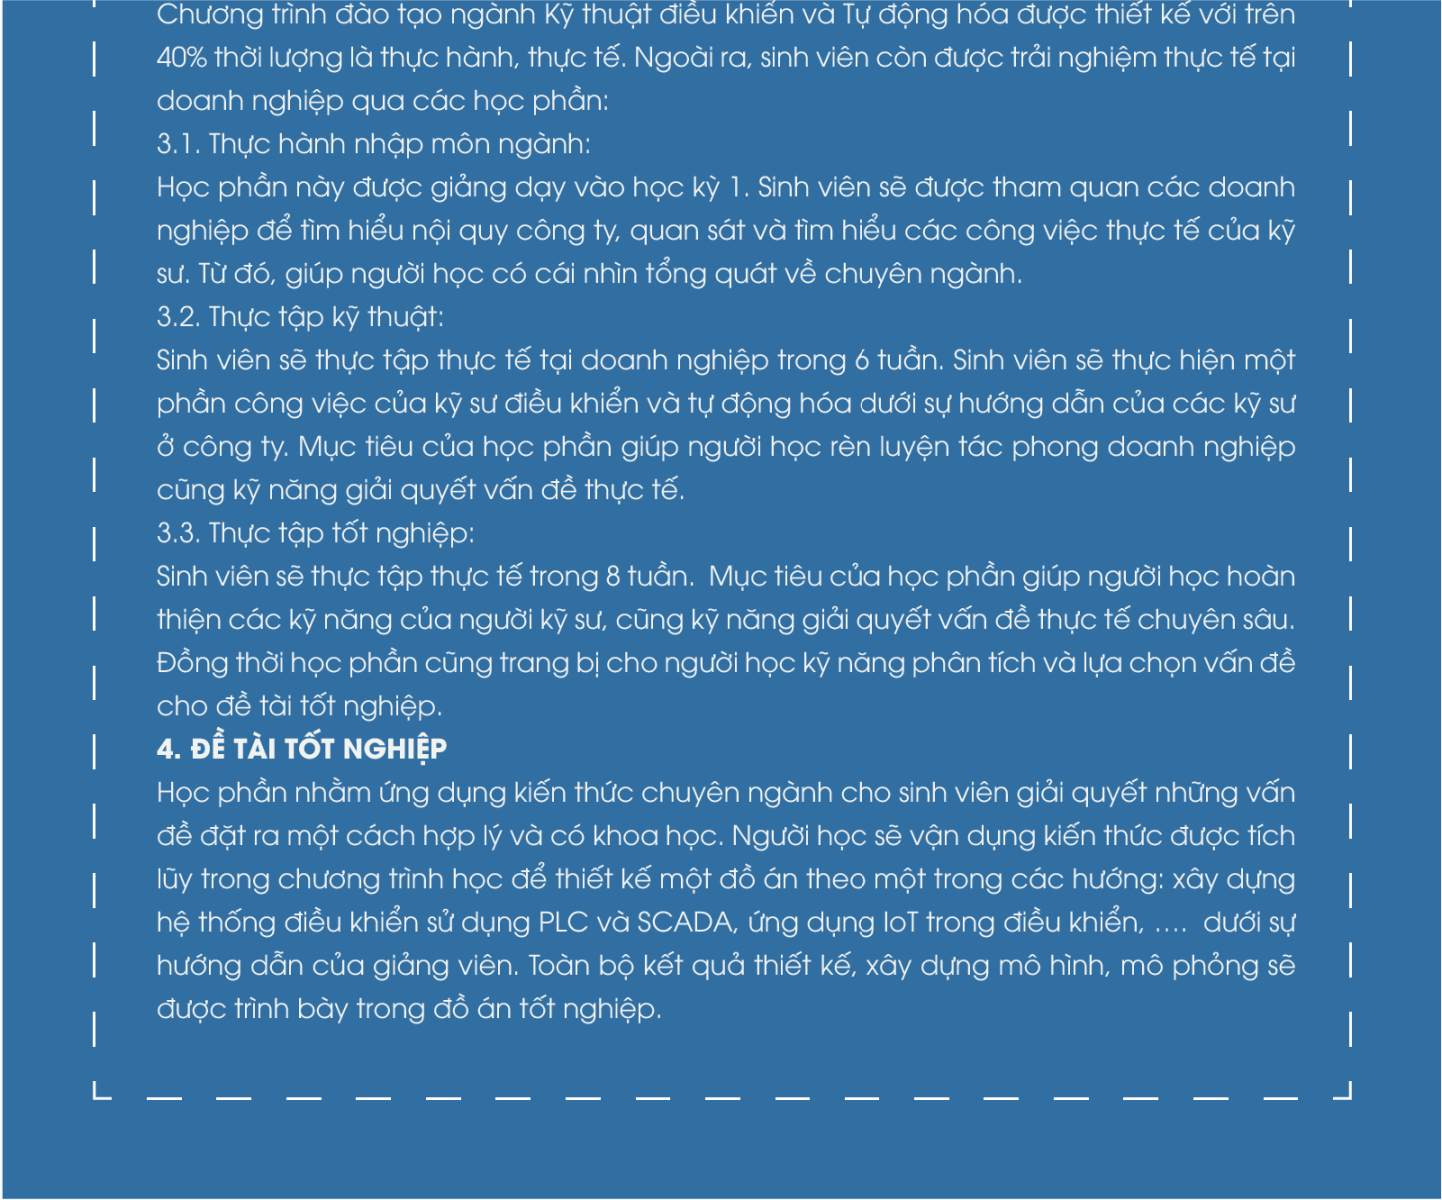 Chương trình đào tạo ngành Kỹ thuật điều khiển và Tự động hóa được thiết kế với trên
40% thời lượng là thực hành, thực tế. Ngoài ra, sinh viên còn được trải nghiệm thực tế tại
doanh nghiệp qua các học phần:
3.1. Thực hành nhập môn ngành:
Học phần này được giảng dạy vào học kỳ 1. Sinh viên sẽ được tham quan các doanh
nghiệp để tìm hiểu nội quy công ty, quan sát và tìm hiểu các công việc thực tế của kỹ
sư. Từ đó, giúp người học có cái nhìn tổng quát về chuyên ngành.
3.2. Thực tập kỹ thuật:
Sinh viên sẽ thực tập thực tế tại doanh nghiệp trong 6 tuần. Sinh viên sẽ thực hiện một
phần công việc của kỹ sư điều khiển và tự động hóa dưới sự hướng dẫn của các kỹ sư
ở công ty. Mục tiêu của học phần giúp người học rèn luyện tác phong doanh nghiệp
cũng kỹ năng giải quyết vấn đề thực tế.
3.3. Thực tập tốt nghiệp:
Sinh viên sẽ thực tập thực tế trong 8 tuần.  Mục tiêu của học phần giúp người học hoàn
thiện các kỹ năng của người kỹ sư, cũng kỹ năng giải quyết vấn đề thực tế chuyên sâu.
Đồng thời học phần cũng trang bị cho người học kỹ năng phân tích và lựa chọn vấn đề
cho đề tài tốt nghiệp.
4. ĐỀ TÀI TỐT NGHIỆP
Học phần nhằm ứng dụng kiến thức chuyên ngành cho sinh viên giải quyết những vấn
đề đặt ra một cách hợp lý và có khoa học. Người học sẽ vận dụng kiến thức được tích
lũy trong chương trình học để thiết kế một đồ án theo một trong các hướng: xây dựng
hệ thống điều khiển sử dụng PLC và SCADA, ứng dụng IoT trong điều khiển, ....  dưới sự
hướng dẫn của giảng viên. Toàn bộ kết quả thiết kế, xây dựng mô hình, mô phỏng sẽ
được trình bày trong đồ án tốt nghiệp.